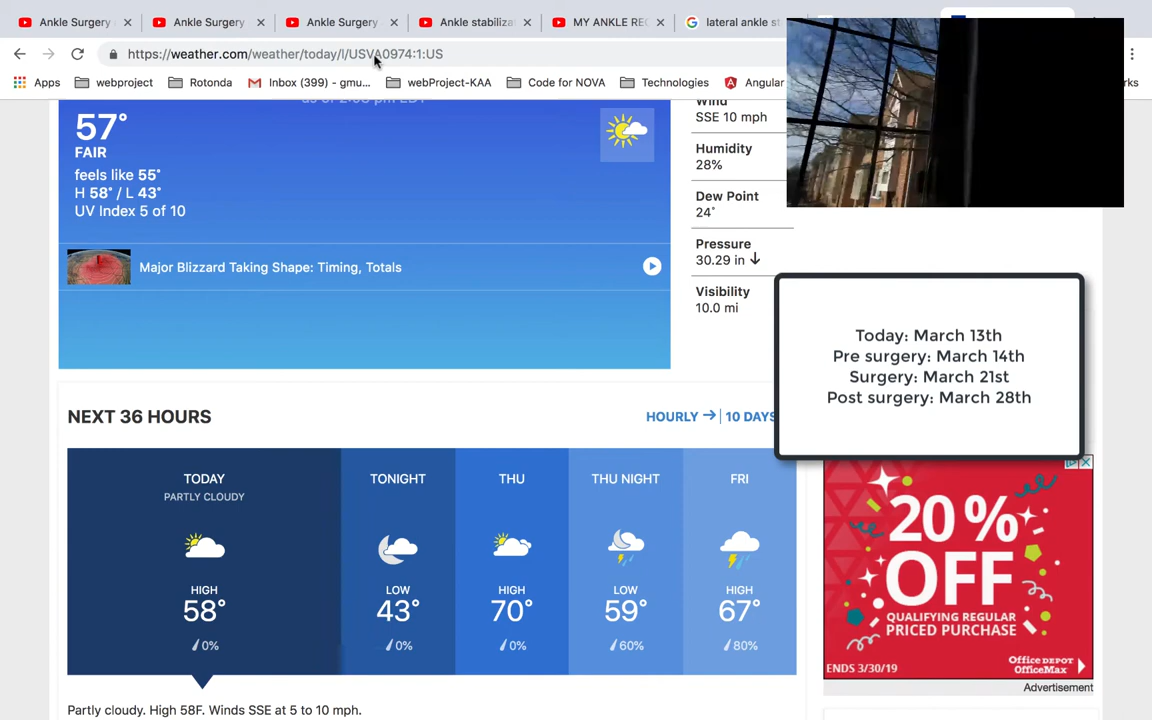 Ankle Surgery
Ankle Surgery
Ankle Surgery
Ankle stabiliza
MY ANKLE REC
lateral ankle st
https://weather.com/weather/today/l/USVA0974:1:US
Apps
webproject
Rotonda
Inbox (399) - gmu...
webProject-KAA
Code for NOVA
Technologies
Angular
57°
FAIR
feels like 55°
H 58° / L 43°
UV Index 5 of 10
Major Blizzard Taking Shape: Timing, Totals
Wind
SSE 10 mph
Humidity
28%
Dew Point
24°
Pressure
30.29 in ↓
Visibility
10.0 mi
Today: March 13th
Pre surgery: March 14th
Surgery: March 21st
Post surgery: March 28th
NEXT 36 HOURS
HOURLY → | 10 DAYS
TODAY
PARTLY CLOUDY
HIGH
58°
0%
TONIGHT
LOW
43°
0%
THU
HIGH
70°
0%
THU NIGHT
LOW
59°
60%
FRI
HIGH
67°
80%
Partly cloudy. High 58F. Winds SSE at 5 to 10 mph.
20%
OFF
QUALIFYING REGULAR
PRICED PURCHASE
ENDS 3/30/19
Office DEPOT
OfficeMax
Advertisement